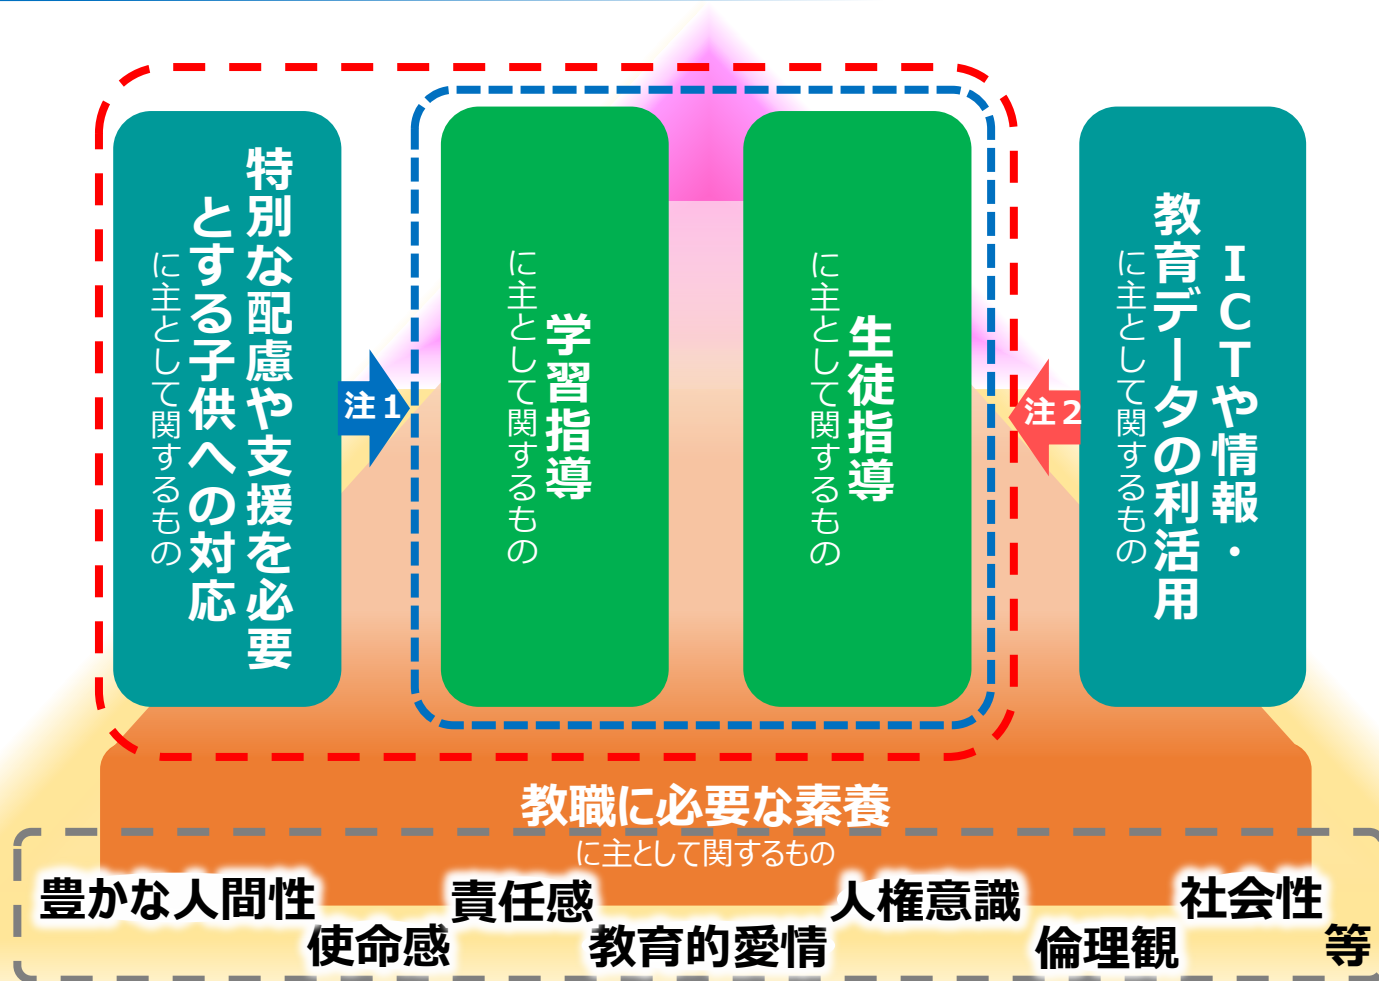 特別な配慮や支援を必要
とする子供への対応
に主として関するもの
注1
学習指導
に主として関するもの
生徒指導
に主として関するもの
注2
ICTや情報・
教育データの利活用
に主として関するもの
教職に必要な素養
に主として関するもの
豊かな人間性
使命感
責任感
教育的愛情
人権意識
倫理観
社会性
等